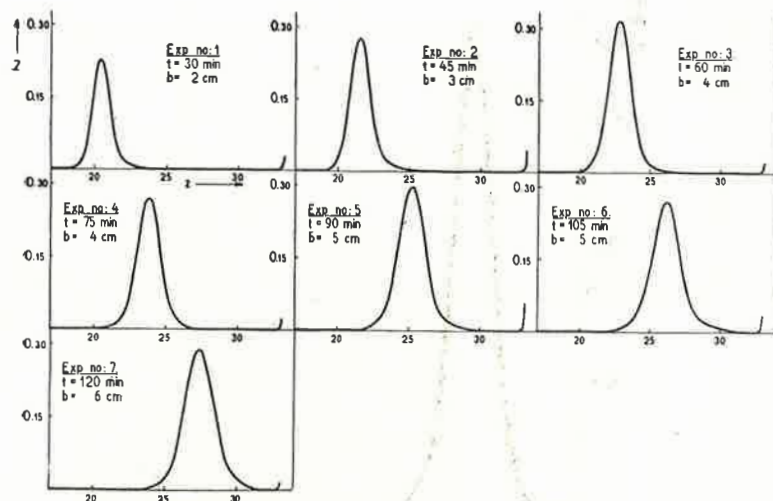 0.30
0.15
Z
Exp no: 1
t = 30 min
b = 2 cm
20 25 30
z
0.30
0.15
Exp no: 2
t = 45 min
b = 3 cm
20 25 30
0.30
0.15
Exp no: 3
t = 60 min
b = 4 cm
20 25 30
0.30
0.15
Exp no: 4
t = 75 min
b = 4 cm
20 25 30
0.30
0.15
Exp no: 5
t = 90 min
b = 5 cm
20 25 30
0.30
0.15
Exp no: 6
t = 105 min
b = 5 cm
20 25 30
0.30
0.15
Exp no: 7
t = 120 min
b = 6 cm
20 25 30